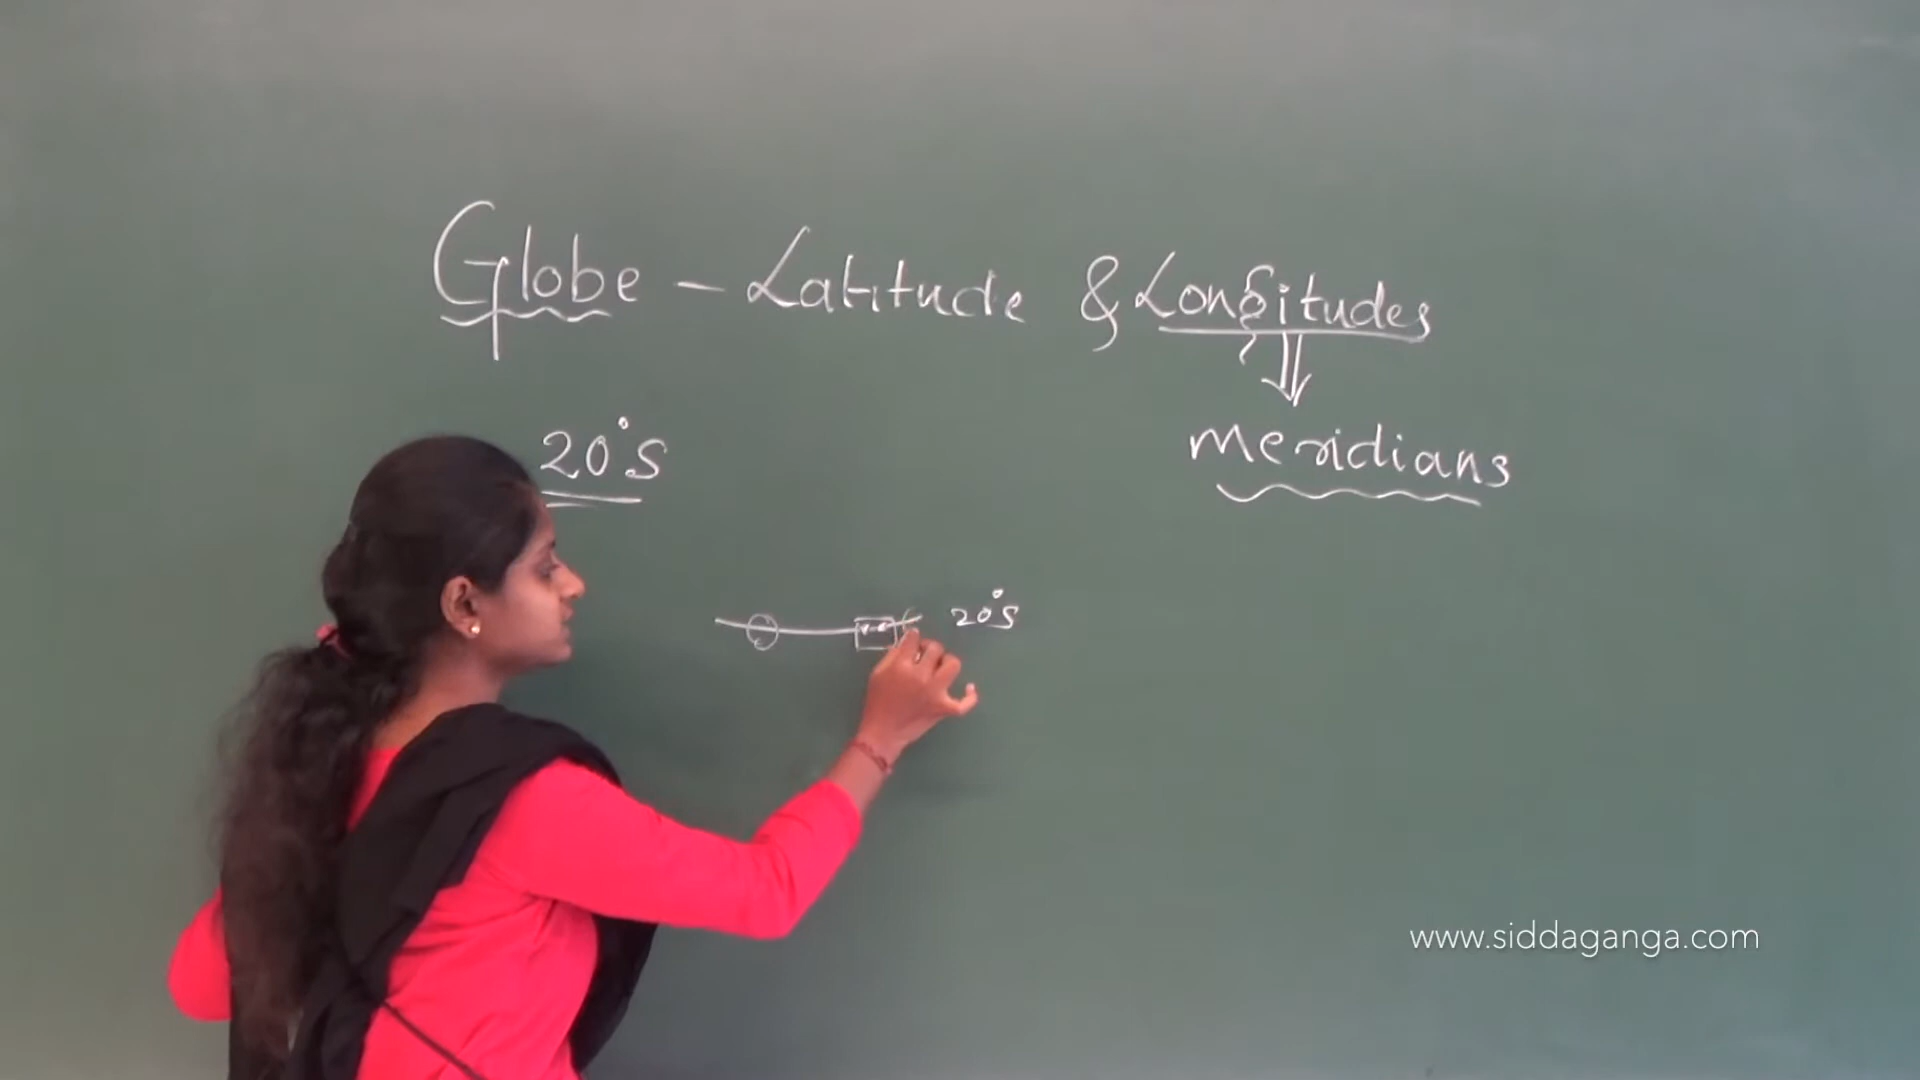 Globe – Latitude & Longitudes
Meridians
20°S
20°S
www.siddaganga.com